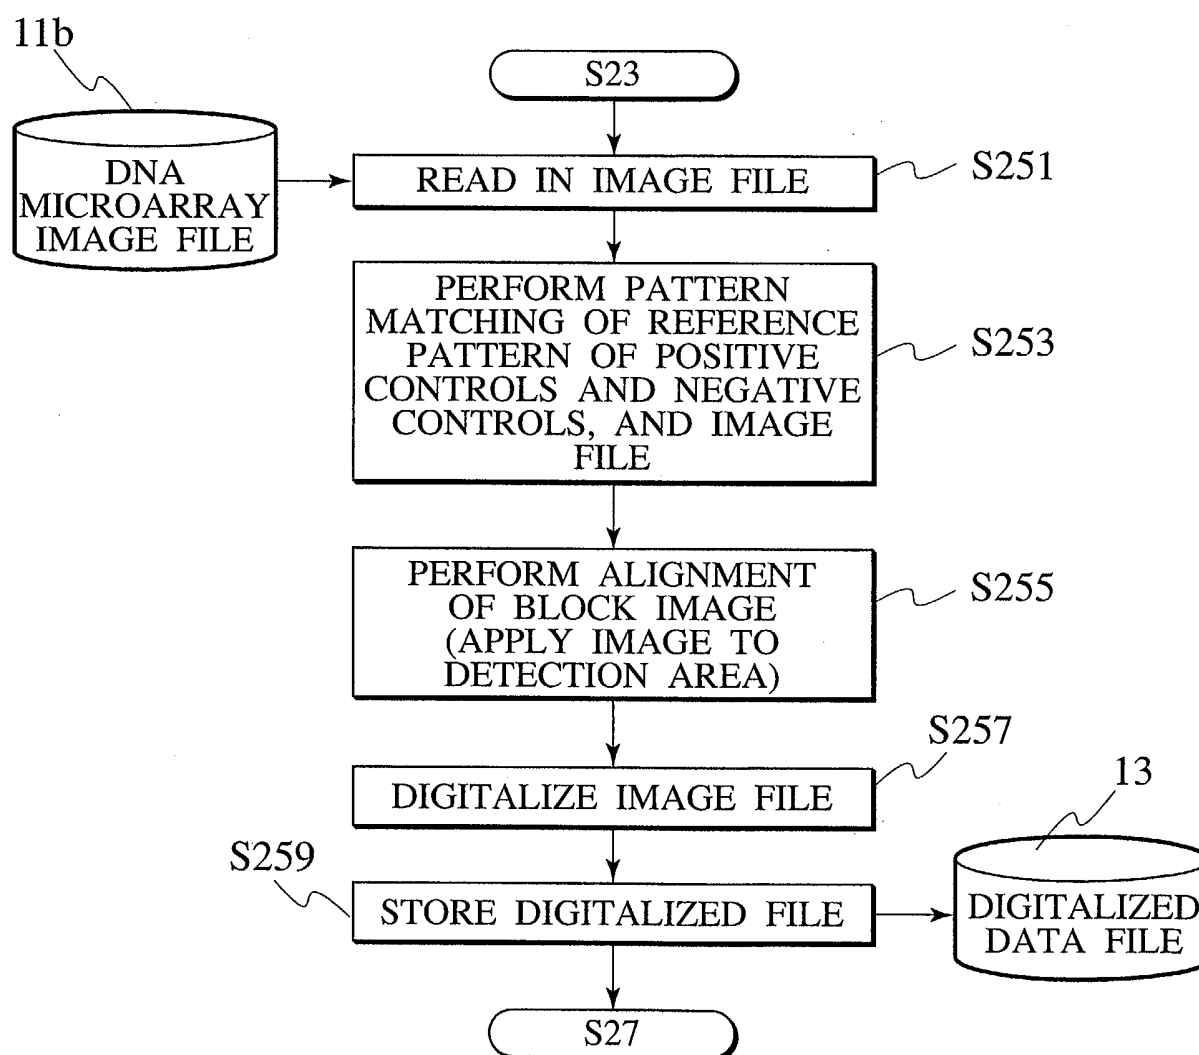 11b
S23
DNA
MICROARRAY
IMAGE FILE
READ IN IMAGE FILE
S251
PERFORM PATTERN
MATCHING OF REFERENCE
PATTERN OF POSITIVE
CONTROLS AND NEGATIVE
CONTROLS, AND IMAGE
FILE
S253
PERFORM ALIGNMENT
OF BLOCK IMAGE
(APPLY IMAGE TO
DETECTION AREA)
S255
S257
DIGITALIZE IMAGE FILE
13
S259
STORE DIGITALIZED FILE
DIGITALIZED
DATA FILE
S27